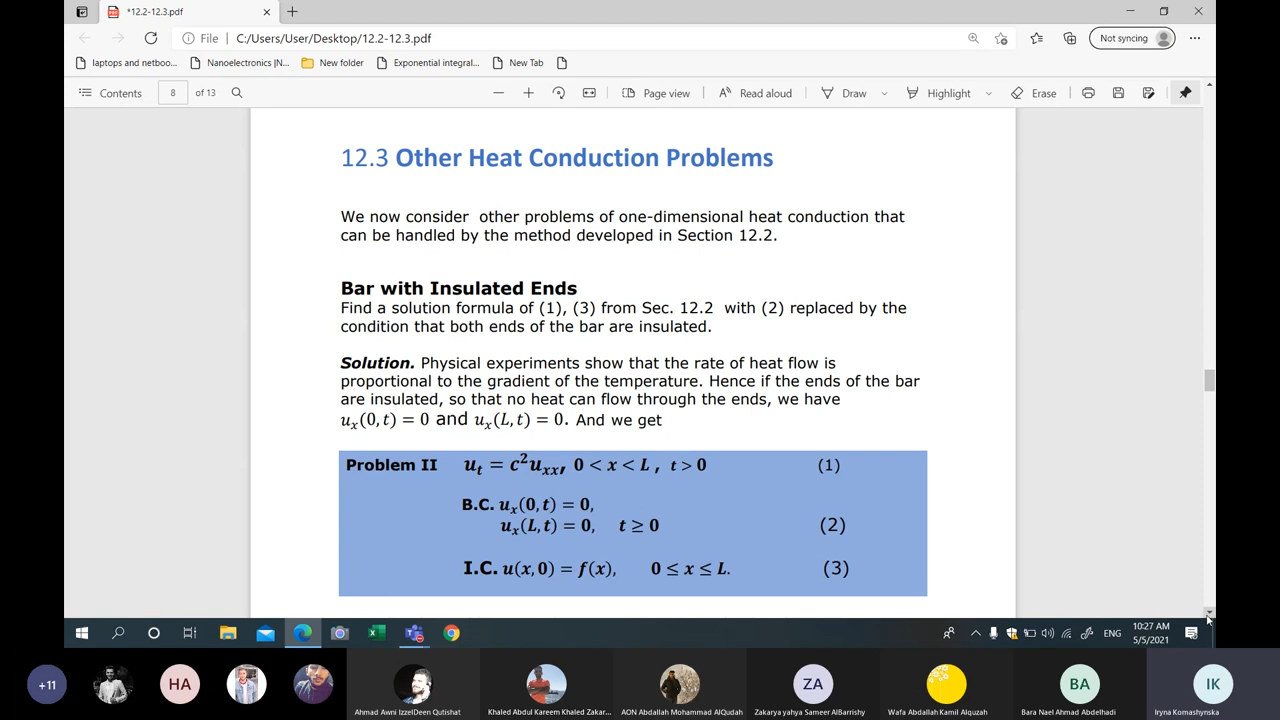 *12.2-12.3.pdf
File C:/Users/User/Desktop/12.2-12.3.pdf
Not syncing
laptops and netboo... Nanoelectronics |N... New folder Exponential integral... New Tab
Contents 8 of 13 Page view Read aloud Draw Highlight Erase
12.3 Other Heat Conduction Problems
We now consider other problems of one-dimensional heat conduction that
can be handled by the method developed in Section 12.2.
Bar with Insulated Ends
Find a solution formula of (1), (3) from Sec. 12.2 with (2) replaced by the
condition that both ends of the bar are insulated.
Solution. Physical experiments show that the rate of heat flow is
proportional to the gradient of the temperature. Hence if the ends of the bar
are insulated, so that no heat can flow through the ends, we have
uₓ(0, t) = 0 and uₓ(L, t) = 0. And we get
Problem II uₜ = c²uₓₓ, 0 < x < L , t > 0 (1)
B.C. uₓ(0, t) = 0,
uₓ(L, t) = 0, t ≥ 0 (2)
I.C. u(x, 0) = f(x), 0 ≤ x ≤ L. (3)
ENG
10:27 AM
5/5/2021
+11 HA ZA BA IK
Ahmad Awni IzzelDeen Qutishat Khaled Abdul Kareem Khaled Zakar... AON Abdallah Mohammad AlQudah Zakarya yahya Sameer AlBarrishy Wafa Abdallah Kamil Alquzah Bara Nael Ahmad Abdelhadi Iryna Komashynska